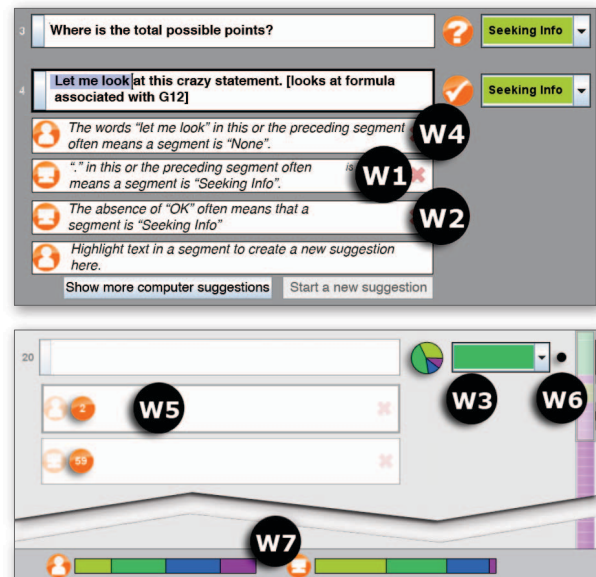 3 Where is the total possible points? ? Seeking Info
4 Let me look at this crazy statement. [looks at formula
associated with G12] Seeking Info
The words “let me look” in this or the preceding segment
often means a segment is “None”. W4
“.” in this or the preceding segment often is
means a segment is “Seeking Info”. W1
The absence of “OK” often means that a
segment is “Seeking Info” W2
Highlight text in a segment to create a new suggestion
here.
Show more computer suggestions Start a new suggestion
20
W3 W6
2 W5
59
W7